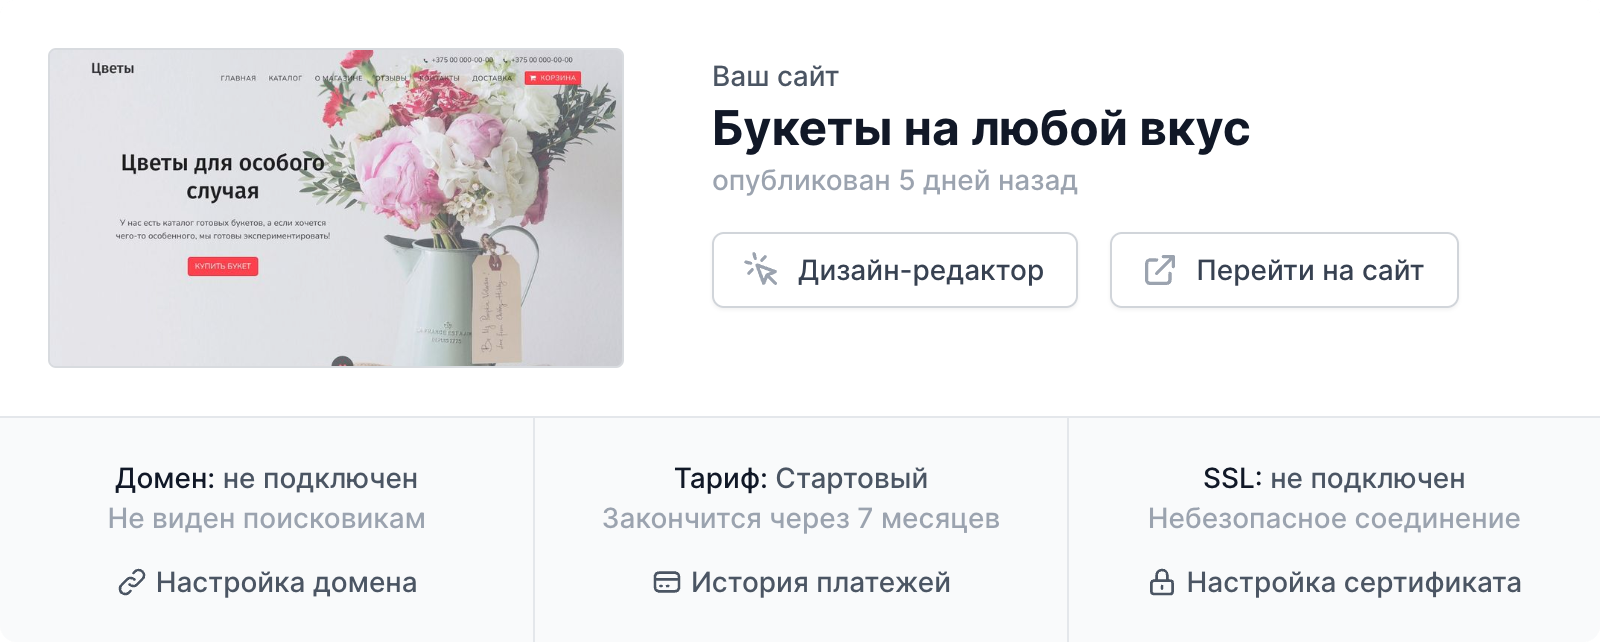 Цветы
+375 00 000-00-00
+375 00 000-00-00
ГЛАВНАЯ КАТАЛОГ О МАГАЗИНЕ ОТЗЫВЫ КОНТАКТЫ ДОСТАВКА КОРЗИНА
Цветы для особого
случая
У нас есть каталог готовых букетов, а если хочется
чего-то особенного, мы готовы экспериментировать!
КУПИТЬ БУКЕТ
Ваш сайт
Букеты на любой вкус
опубликован 5 дней назад
Дизайн-редактор
Перейти на сайт
Домен: не подключен
Не виден поисковикам
Настройка домена
Тариф: Стартовый
Закончится через 7 месяцев
История платежей
SSL: не подключен
Небезопасное соединение
Настройка сертификата